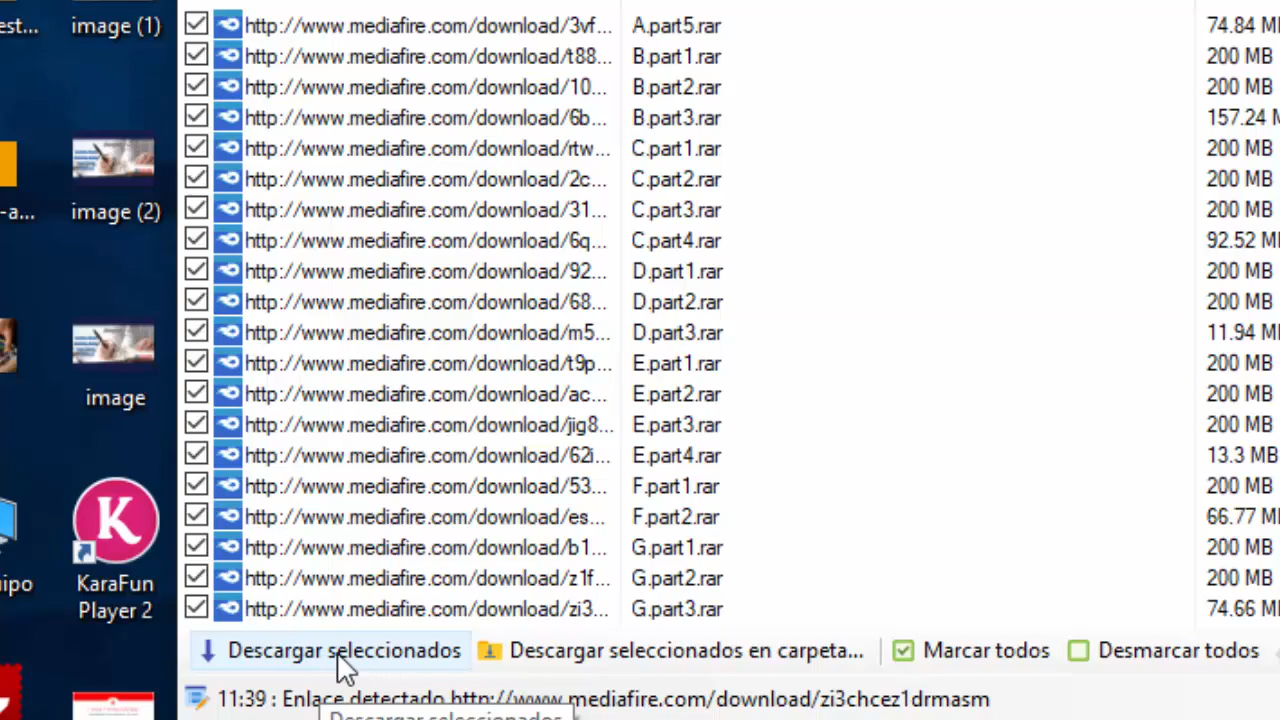 est...
image (1)
-a...
image (2)
image
ipo
KaraFun
Player 2
http://www.mediafire.com/download/3vf... A.part5.rar 74.84 M
http://www.mediafire.com/download/t88... B.part1.rar 200 MB
http://www.mediafire.com/download/10... B.part2.rar 200 MB
http://www.mediafire.com/download/6b... B.part3.rar 157.24 M
http://www.mediafire.com/download/rtw... C.part1.rar 200 MB
http://www.mediafire.com/download/2c... C.part2.rar 200 MB
http://www.mediafire.com/download/31... C.part3.rar 200 MB
http://www.mediafire.com/download/6q... C.part4.rar 92.52 M
http://www.mediafire.com/download/92... D.part1.rar 200 MB
http://www.mediafire.com/download/68... D.part2.rar 200 MB
http://www.mediafire.com/download/m5... D.part3.rar 11.94 MB
http://www.mediafire.com/download/t9p... E.part1.rar 200 MB
http://www.mediafire.com/download/ac... E.part2.rar 200 MB
http://www.mediafire.com/download/jig8... E.part3.rar 200 MB
http://www.mediafire.com/download/62i... E.part4.rar 13.3 MB
http://www.mediafire.com/download/53... F.part1.rar 200 MB
http://www.mediafire.com/download/es... F.part2.rar 66.77 M
http://www.mediafire.com/download/b1... G.part1.rar 200 MB
http://www.mediafire.com/download/z1f... G.part2.rar 200 MB
http://www.mediafire.com/download/zi3... G.part3.rar 74.66 M
Descargar seleccionados Descargar seleccionados en carpeta... Marcar todos Desmarcar todos
11:39 : Enlace detectado http://www.mediafire.com/download/zi3chcez1drmasm
Descargar seleccionados